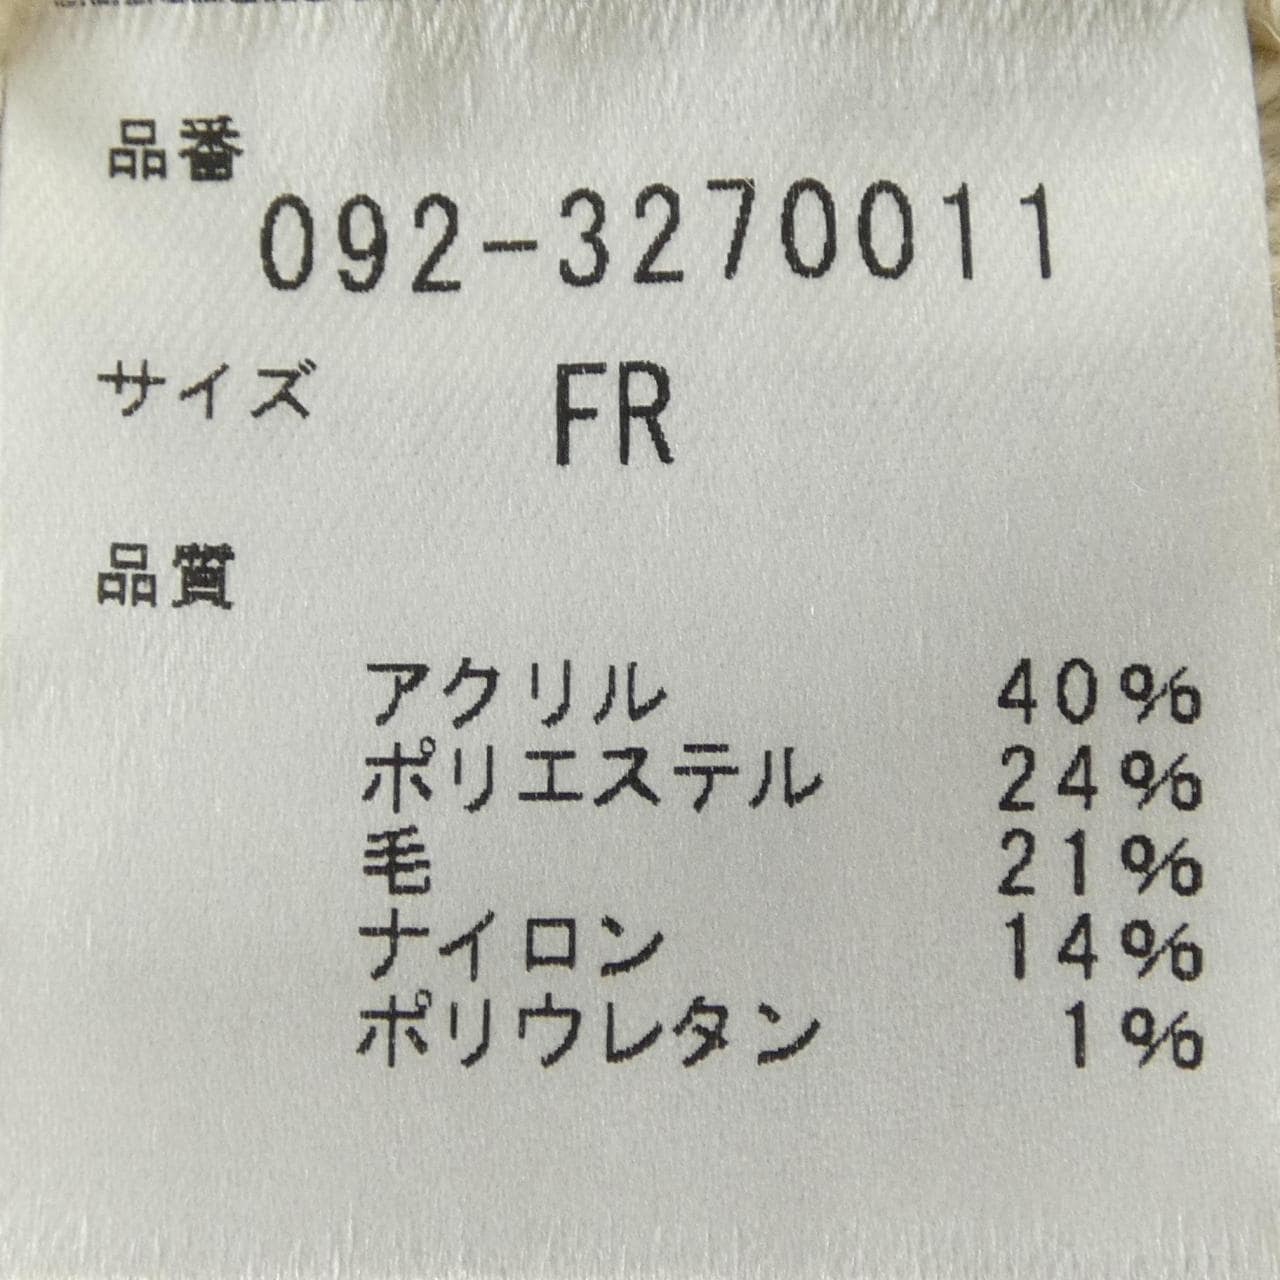 品番
092-3270011
サイズ FR
品質
アクリル 40%
ポリエステル 24%
毛 21%
ナイロン 14%
ポリウレタン 1%